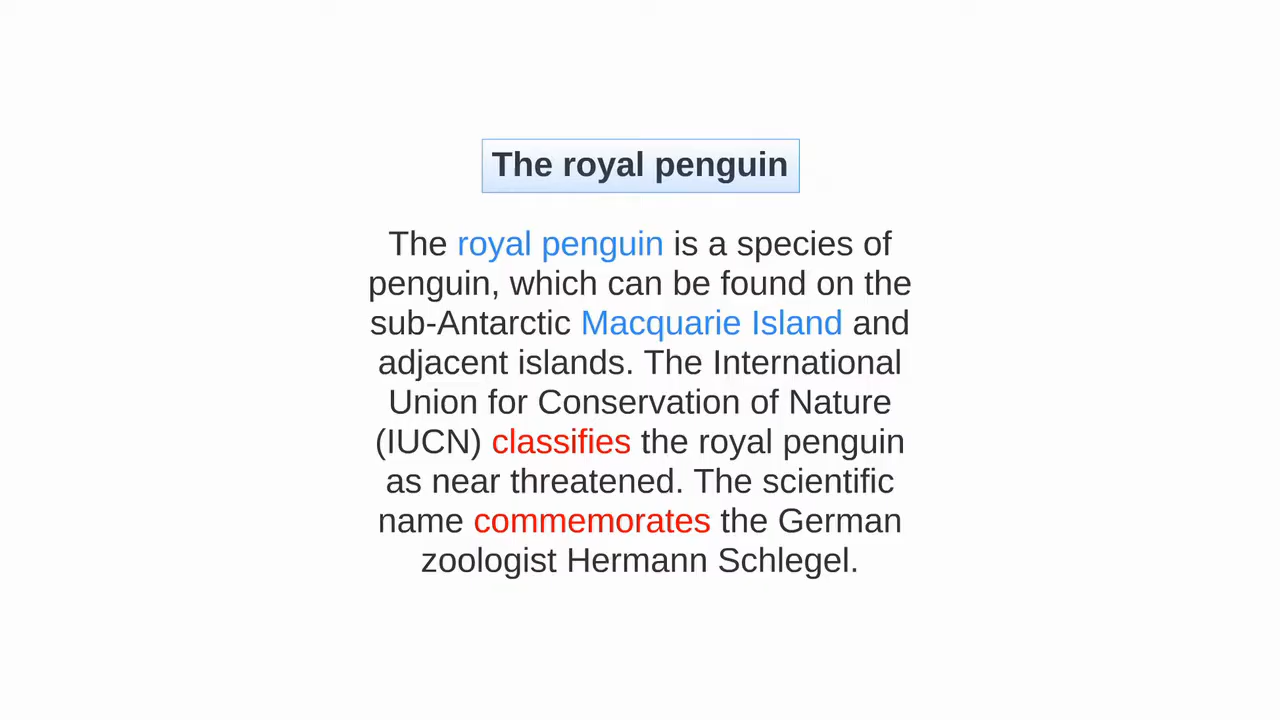 The royal penguin
The royal penguin is a species of
penguin, which can be found on the
sub-Antarctic Macquarie Island and
adjacent islands. The International
Union for Conservation of Nature
(IUCN) classifies the royal penguin
as near threatened. The scientific
name commemorates the German
zoologist Hermann Schlegel.